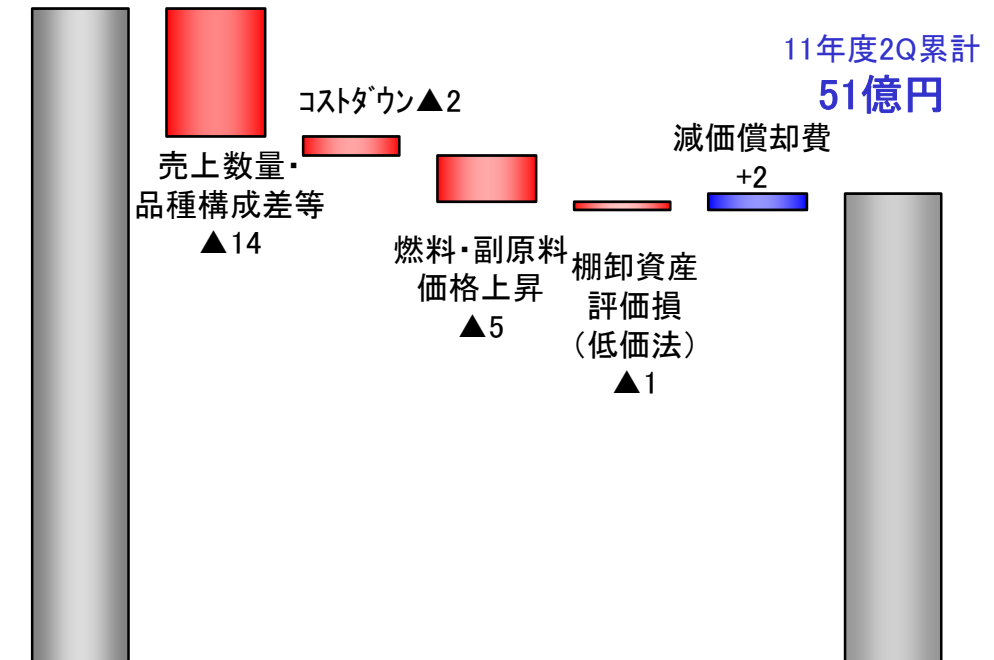 11年度2Q累計
51億円
コストダウン▲2
売上数量・
品種構成差等
▲14
減価償却費
+2
燃料・副原料
価格上昇
▲5
棚卸資産
評価損
（低価法）
▲1